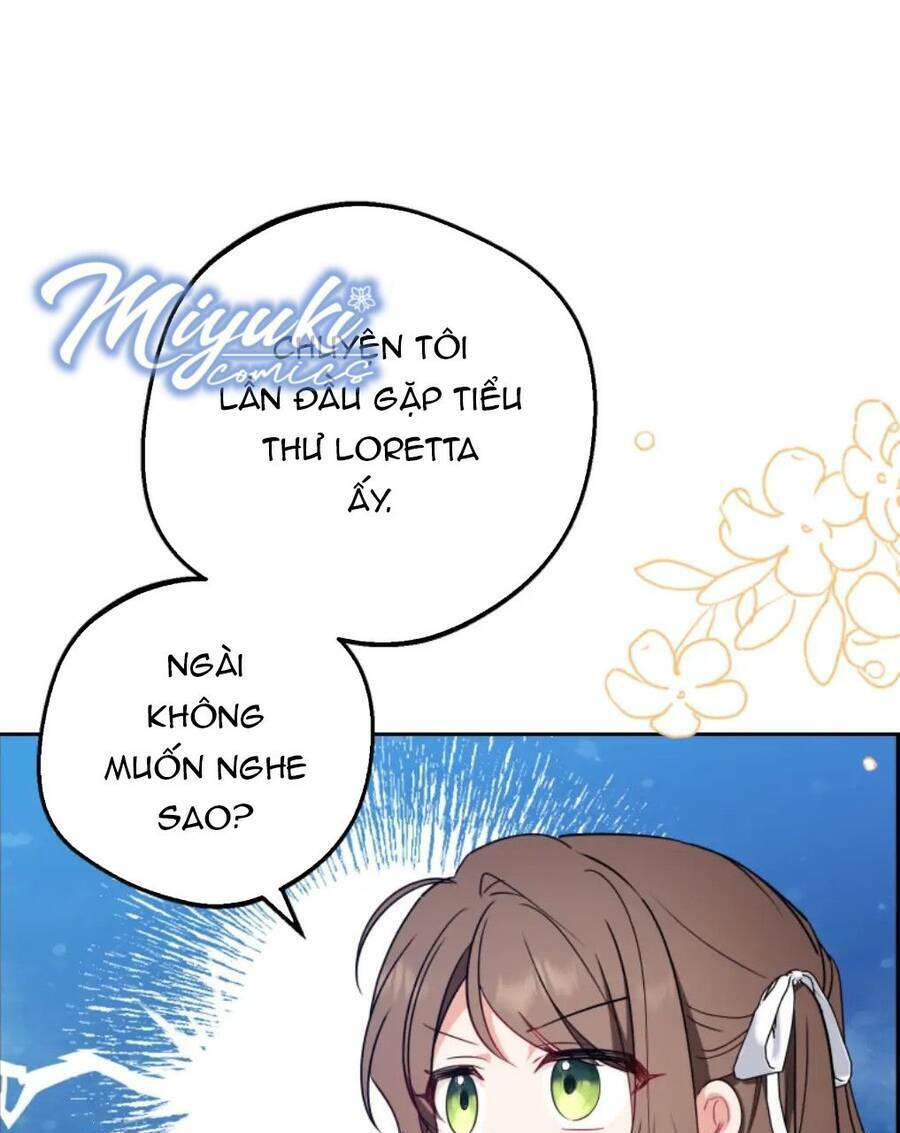 Miyuki
comics
CHUYỆN TÔI
LẦN ĐẦU GẶP TIỂU
THƯ LORETTA
ẤY.
NGÀI
KHÔNG
MUỐN NGHE
SAO?